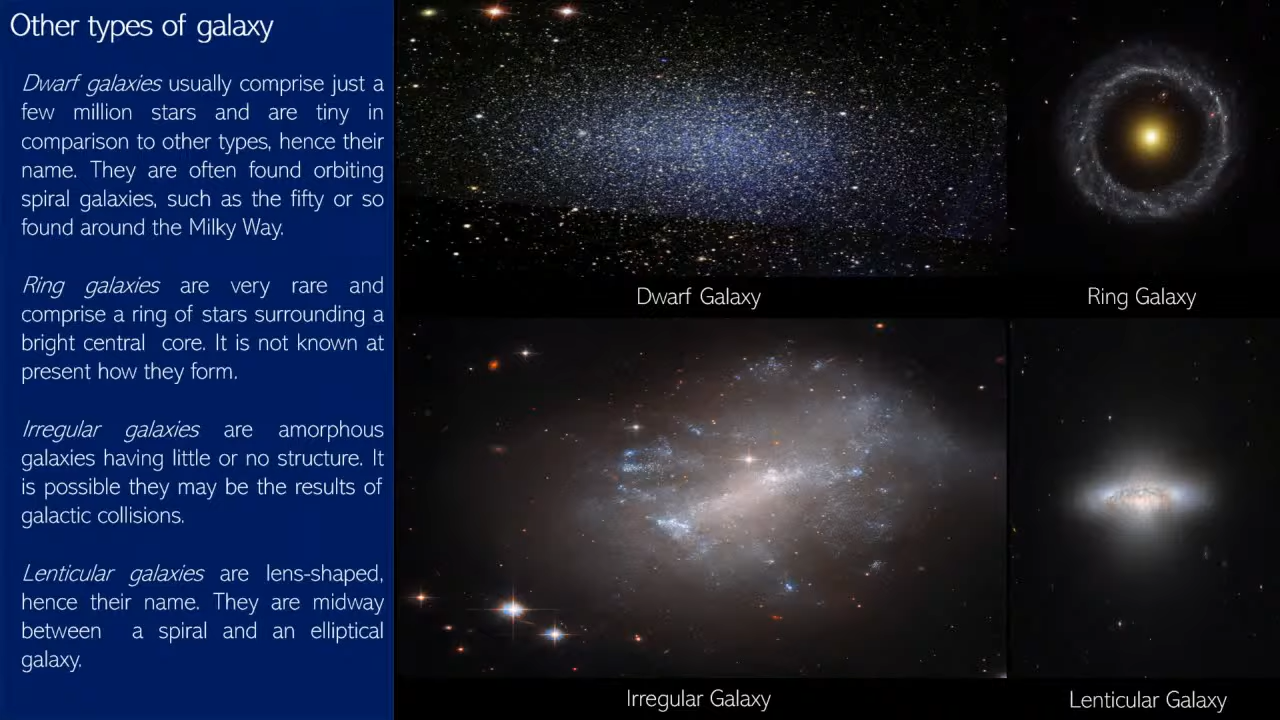 Other types of galaxy
Dwarf galaxies usually comprise just a
few million stars and are tiny in
comparison to other types, hence their
name. They are often found orbiting
spiral galaxies, such as the fifty or so
found around the Milky Way.
Ring galaxies are very rare and
comprise a ring of stars surrounding a
bright central core. It is not known at
present how they form.
Irregular galaxies are amorphous
galaxies having little or no structure. It
is possible they may be the results of
galactic collisions.
Lenticular galaxies are lens-shaped,
hence their name. They are midway
between a spiral and an elliptical
galaxy.
Dwarf Galaxy
Ring Galaxy
Irregular Galaxy
Lenticular Galaxy